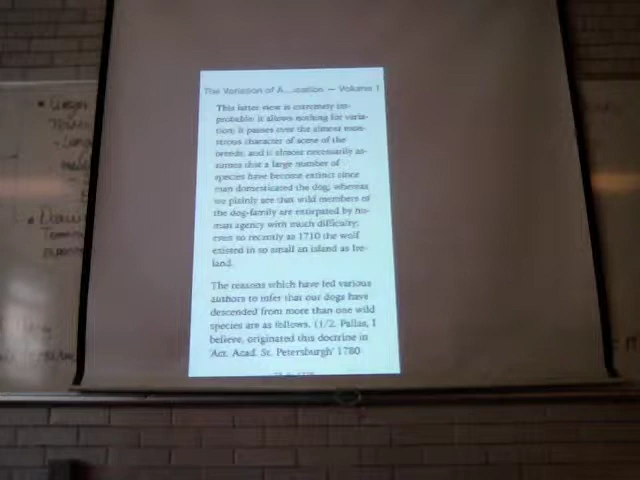 The Variation of A...ication — Volume 1
This latter view is extremely im-
probable: it allows nothing for varia-
tion; it passes over the almost mon-
strous character of some of the
breeds; and it almost necessarily as-
sumes that a large number of
species have become extinct since
man domesticated the dog; whereas
we plainly see that wild members of
the dog-family are extirpated by hu-
man agency with much difficulty;
even so recently as 1710 the wolf
existed in so small an island as Ire-
land.
The reasons which have led various
authors to infer that our dogs have
descended from more than one wild
species are as follows. (1/2. Pallas, I
believe, originated this doctrine in
'Act. Acad. St. Petersburgh' 1780